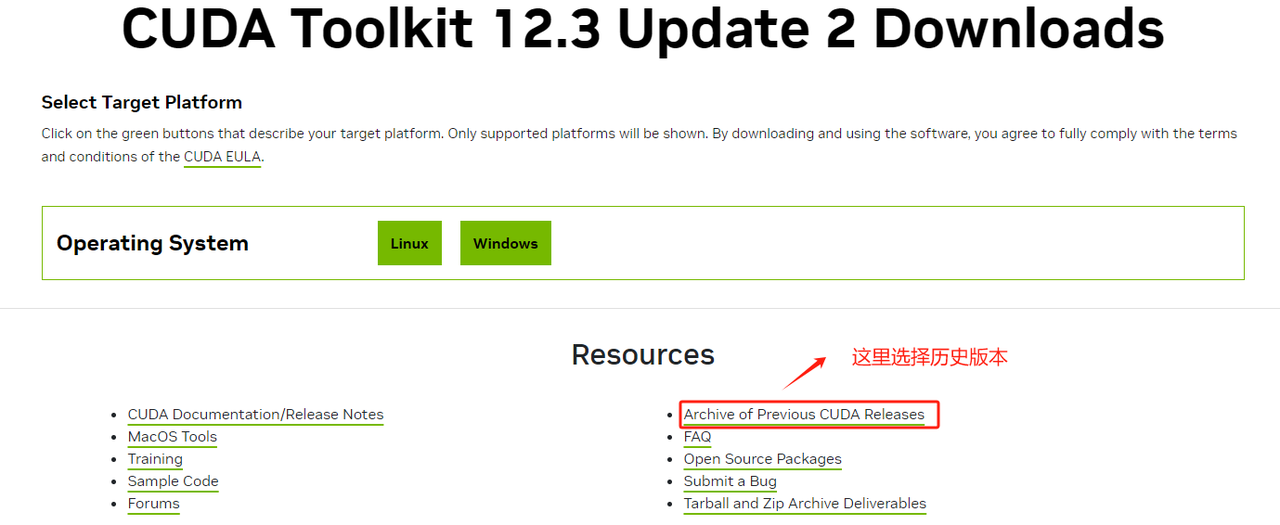 CUDA Toolkit 12.3 Update 2 Downloads
Select Target Platform
Click on the green buttons that describe your target platform. Only supported platforms will be shown. By downloading and using the software, you agree to fully comply with the terms
and conditions of the CUDA EULA.
Operating System
Linux
Windows
Resources
这里选择历史版本
CUDA Documentation/Release Notes
MacOS Tools
Training
Sample Code
Forums
Archive of Previous CUDA Releases
FAQ
Open Source Packages
Submit a Bug
Tarball and Zip Archive Deliverables